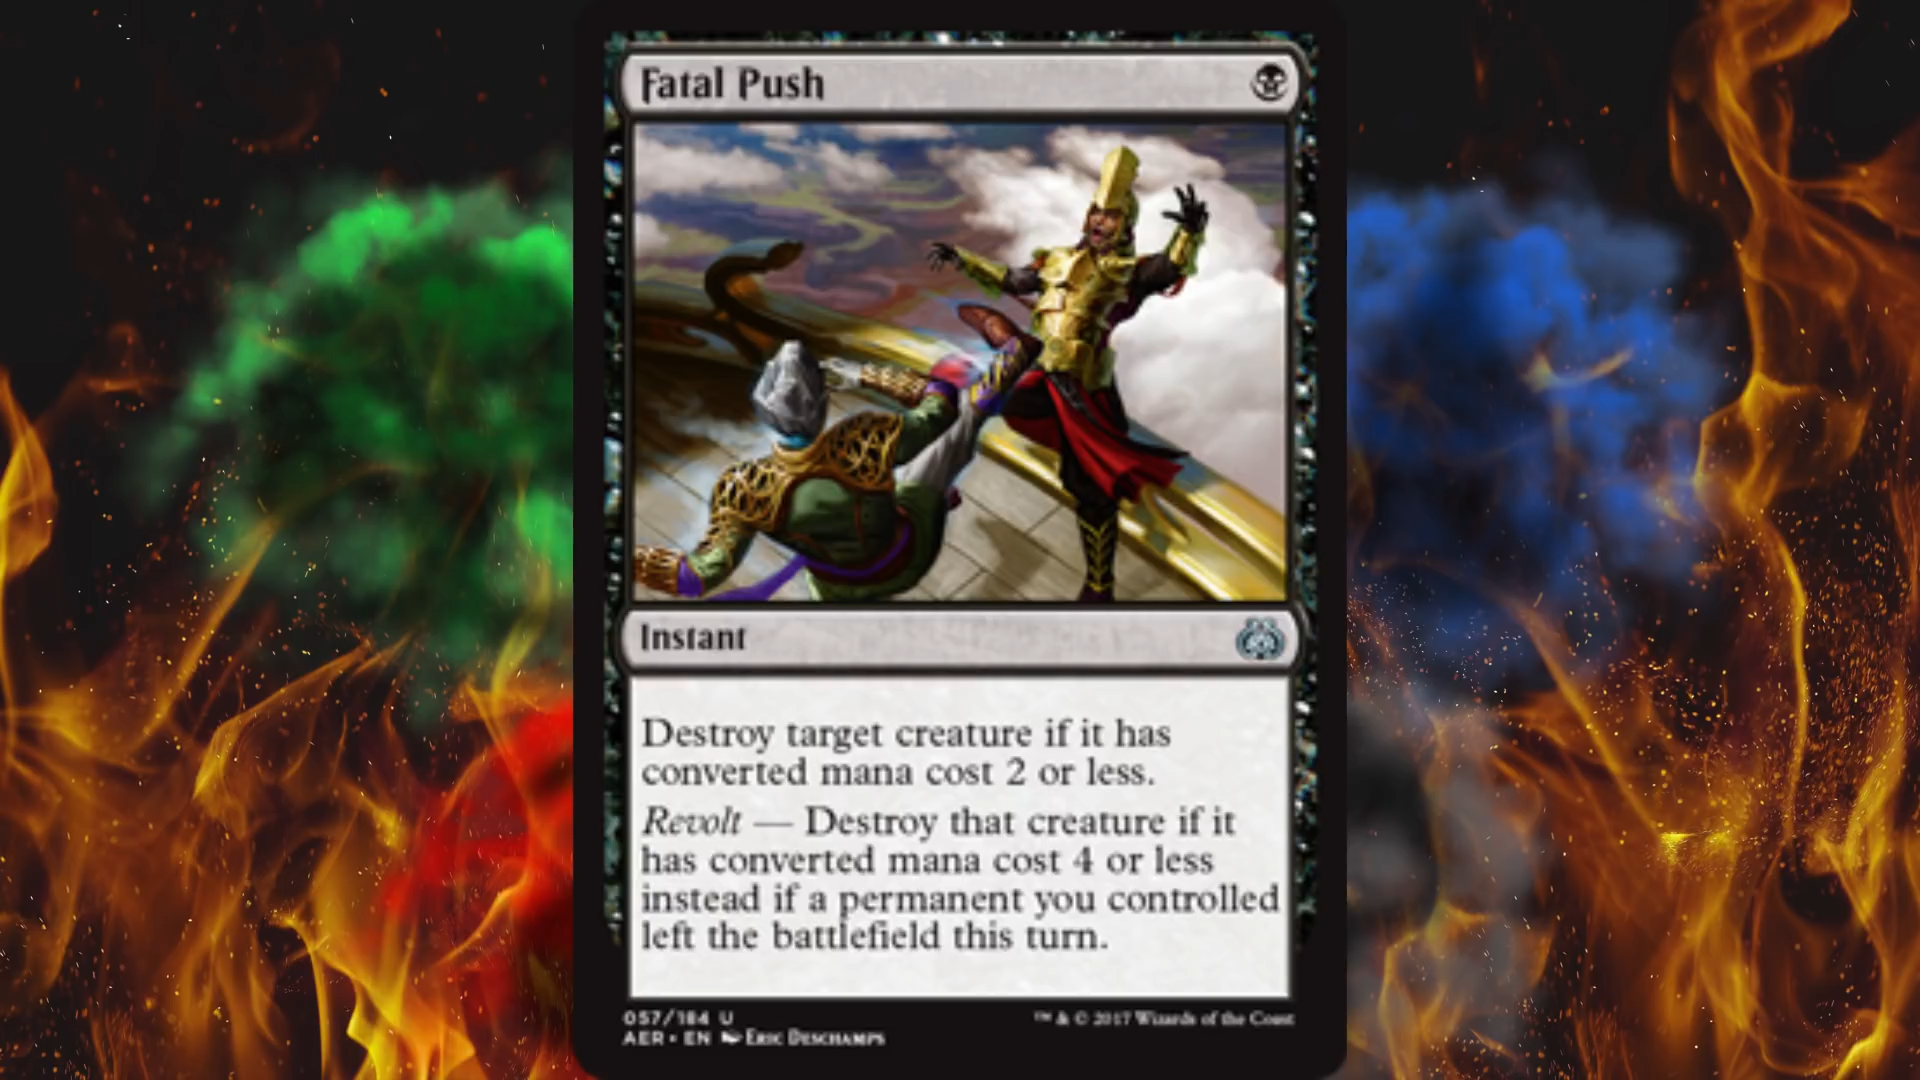 Fatal Push
Instant
Destroy target creature if it has
converted mana cost 2 or less.
Revolt — Destroy that creature if it
has converted mana cost 4 or less
instead if a permanent you controlled
left the battlefield this turn.
057/184 U
™ & © 2017 Wizards of the Coast
AER • EN Eric Deschamps